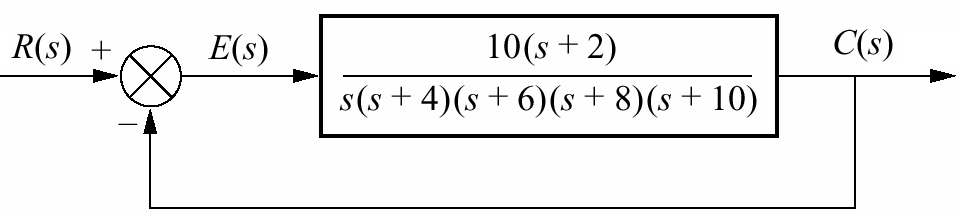 R(s) + E(s) 10(s + 2) C(s)
s(s + 4)(s + 6)(s + 8)(s + 10)
−